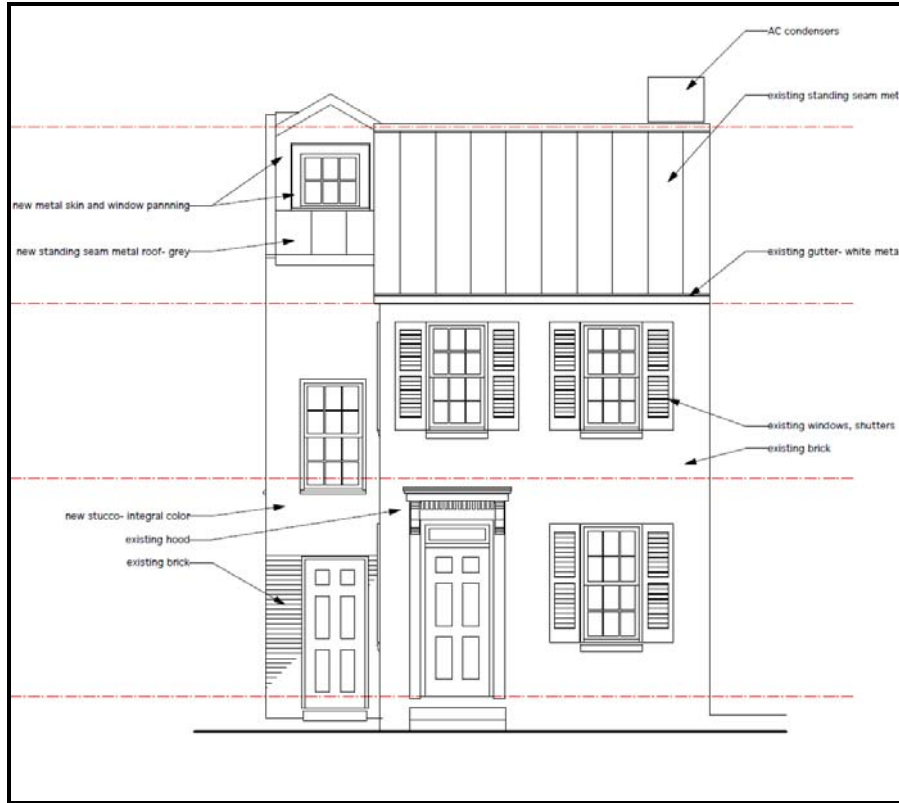 AC condensers
existing standing seam met
new metal skin and window pannning
new standing seam metal roof- grey
existing gutter- white meta
existing windows, shutters
existing brick
new stucco- integral color
existing hood
existing brick